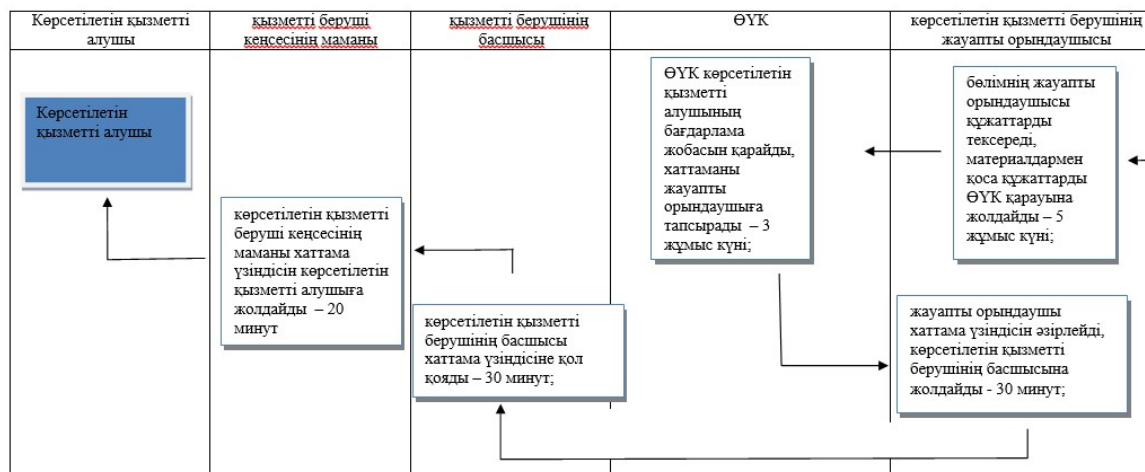 Көрсетілетін қызметті
алушы
қызметті беруші
кеңсесінің маманы
қызметті берушінің
басшысы
ӨҮК
көрсетілетін қызметті берушінің
жауапты орындаушысы
Көрсетілетін
қызметті алушы
көрсетілетін қызметті
беруші кеңсесінің
маманы хаттама
үзіндісін көрсетілетін
қызметті алушыға
жолдайды – 20
минут
көрсетілетін қызметті
берушінің басшысы
хаттама үзіндісіне қол
қояды – 30 минут;
ӨҮК көрсетілетін
қызметті
алушының
бағдарлама
жобасын қарайды,
хаттаманы
жауапты
орындаушыға
тапсырады – 3
жұмыс күні;
бөлімнің жауапты
орындаушысы
құжаттарды
тексереді,
материалдармен
қоса құжаттарды
ӨҮК қарауына
жолдайды – 5
жұмыс күні;
жауапты орындаушы
хаттама үзіндісін әзірлейді,
көрсетілетін қызметті
берушінің басшысына
жолдайды - 30 минут;